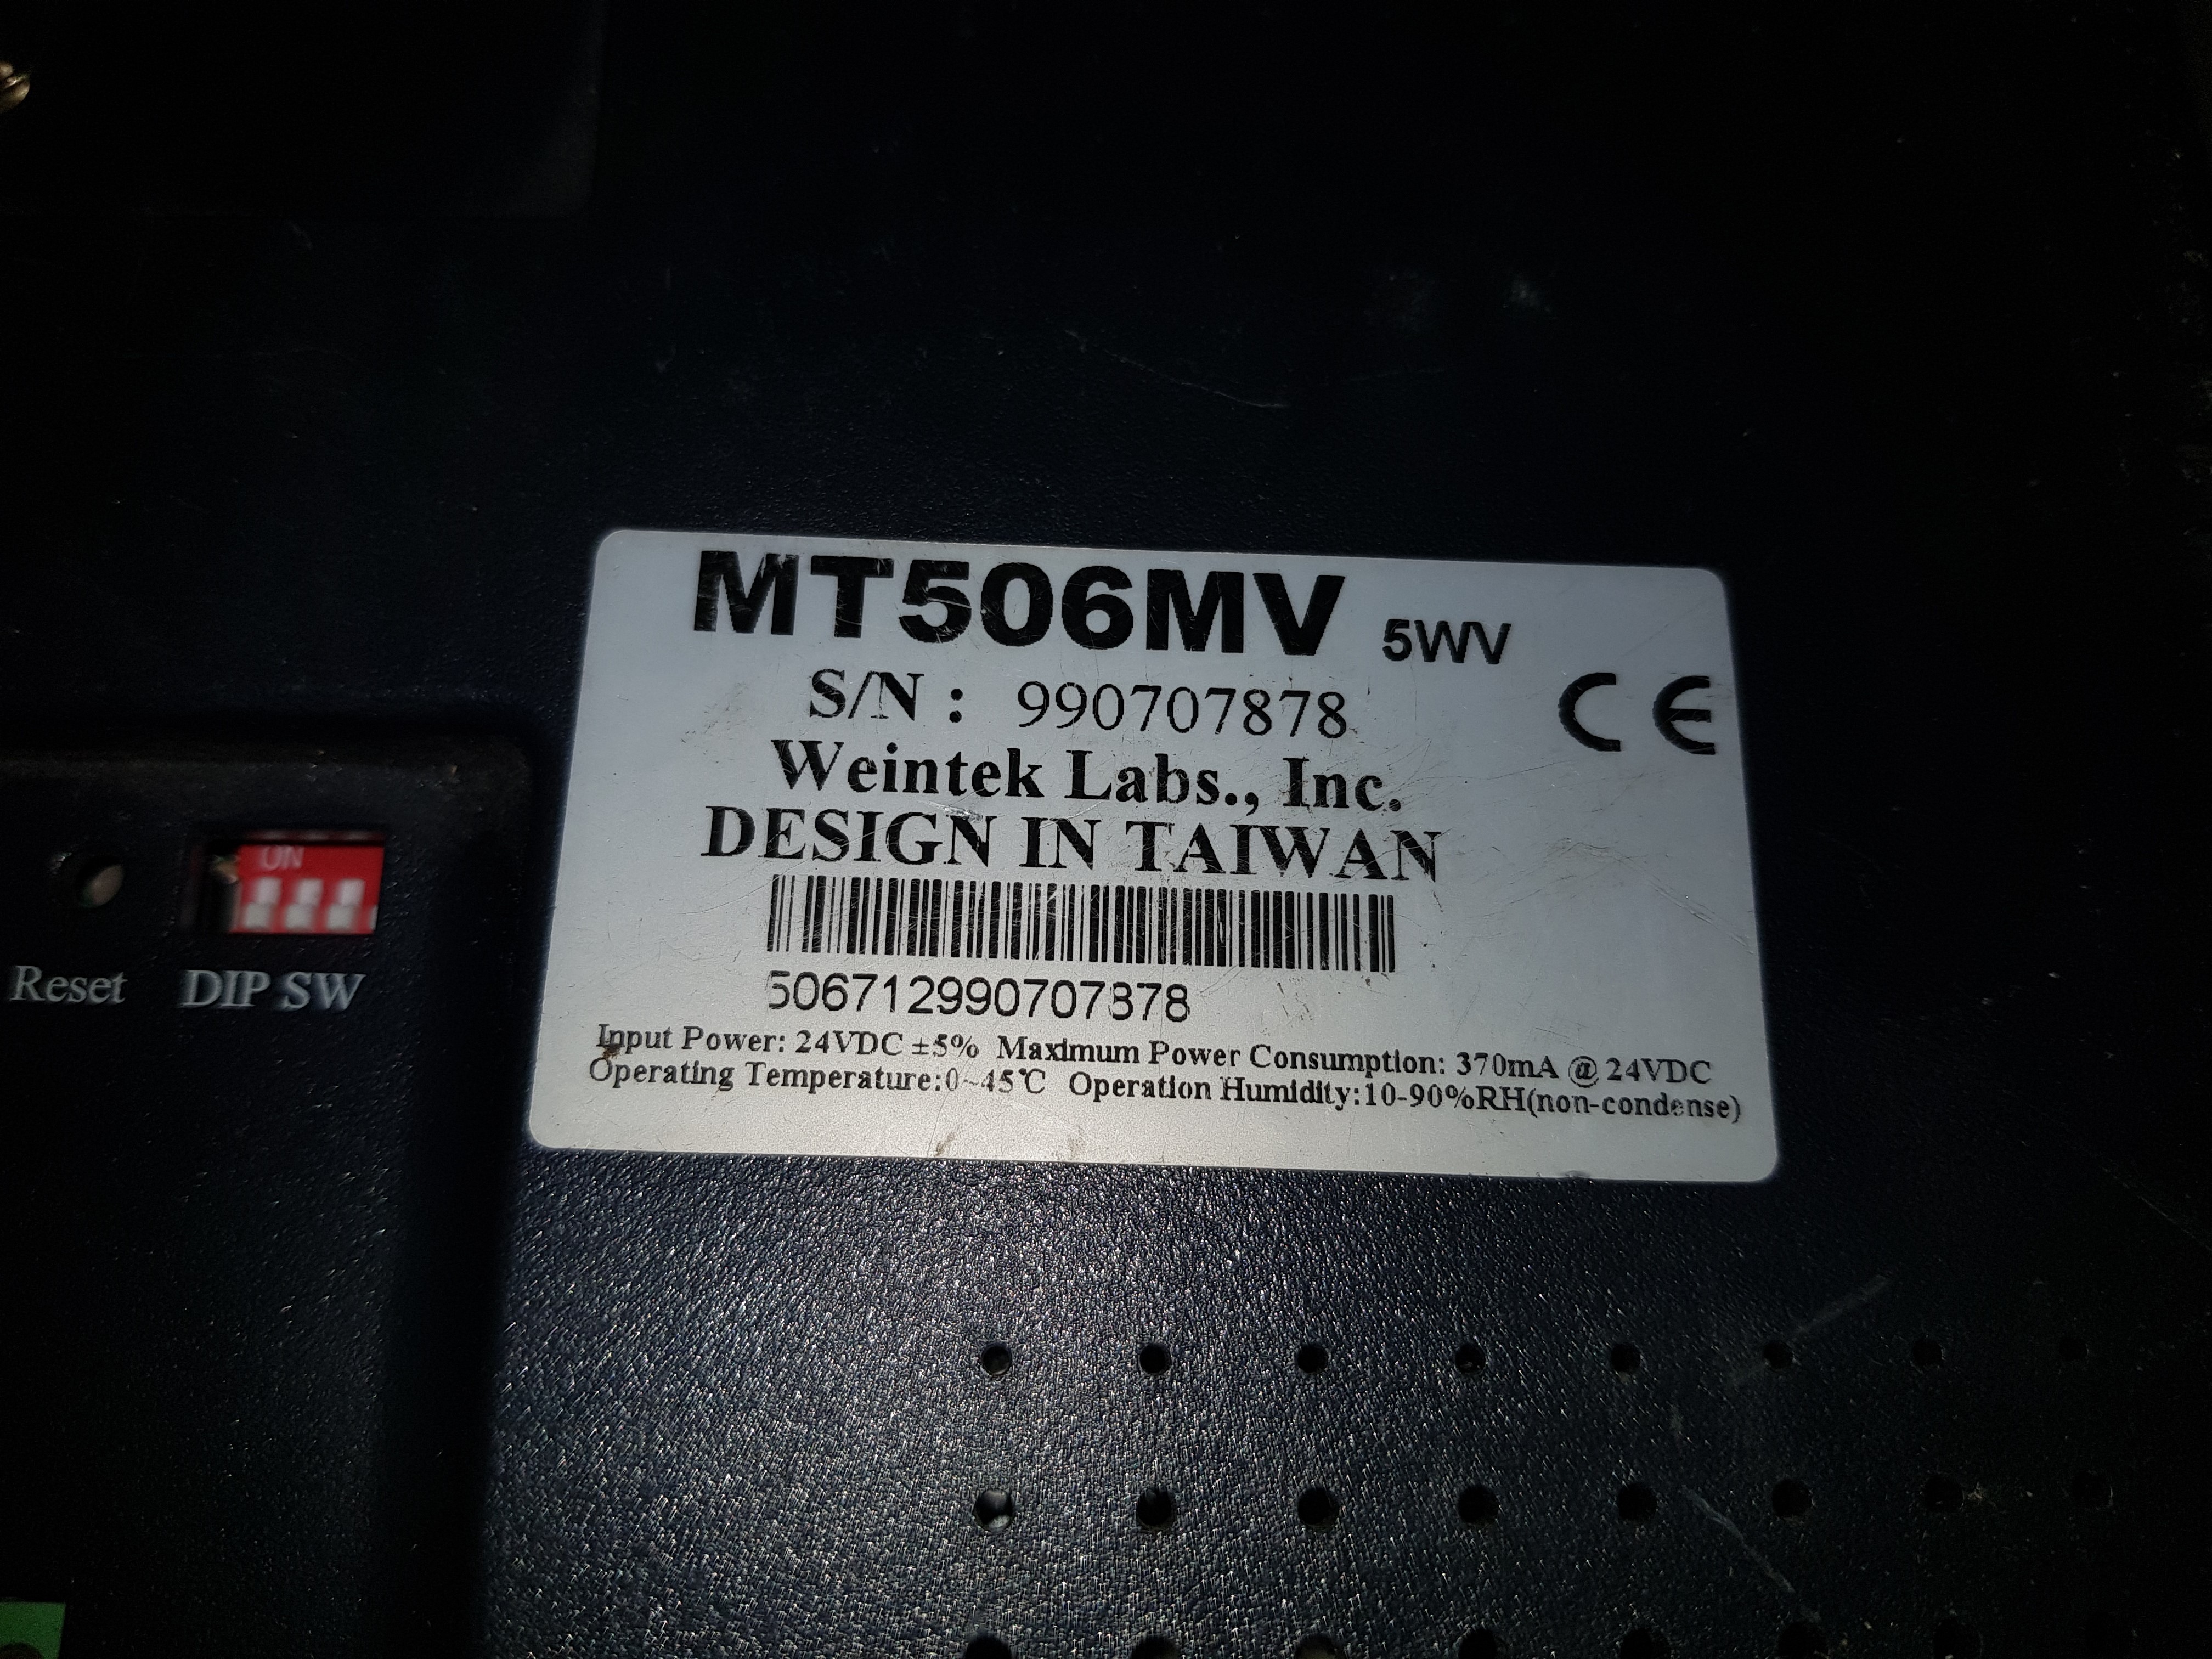 MT506MV 5WV
S/N : 990707878
CE
Weintek Labs., Inc.
DESIGN IN TAIWAN
506712990707878
Input Power: 24VDC ±5% Maximum Power Consumption: 370mA @ 24VDC
Operating Temperature:0~45℃ Operation Humidity:10-90%RH(non-condense)
ON
Reset DIP SW